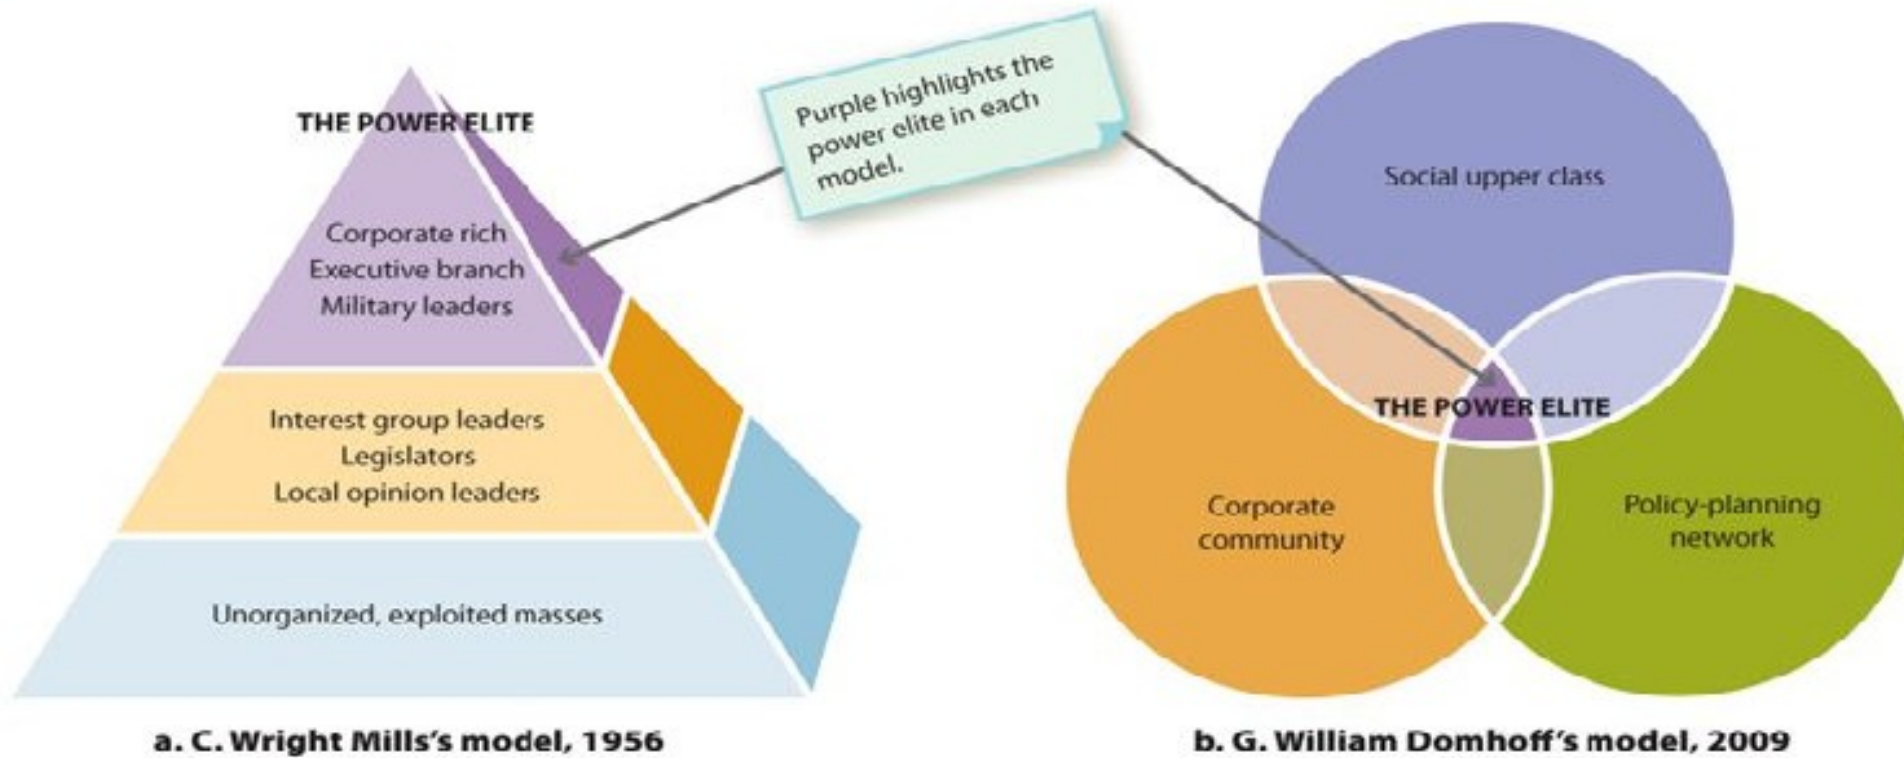 THE POWER ELITE
Corporate rich
Executive branch
Military leaders
Interest group leaders
Legislators
Local opinion leaders
Unorganized, exploited masses
a. C. Wright Mills's model, 1956
Purple highlights the
power elite in each
model.
Social upper class
THE POWER ELITE
Corporate
community
Policy-planning
network
b. G. William Domhoff's model, 2009